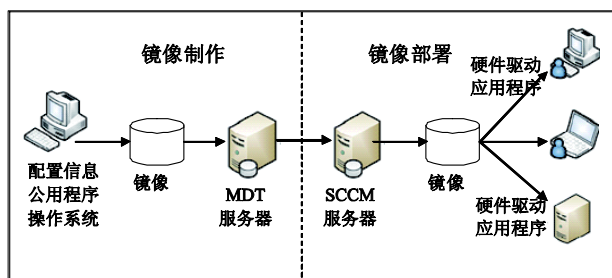 镜像制作
镜像部署
配置信息
公用程序
操作系统
镜像
MDT
服务器
SCCM
服务器
镜像
硬件驱动
应用程序
硬件驱动
应用程序